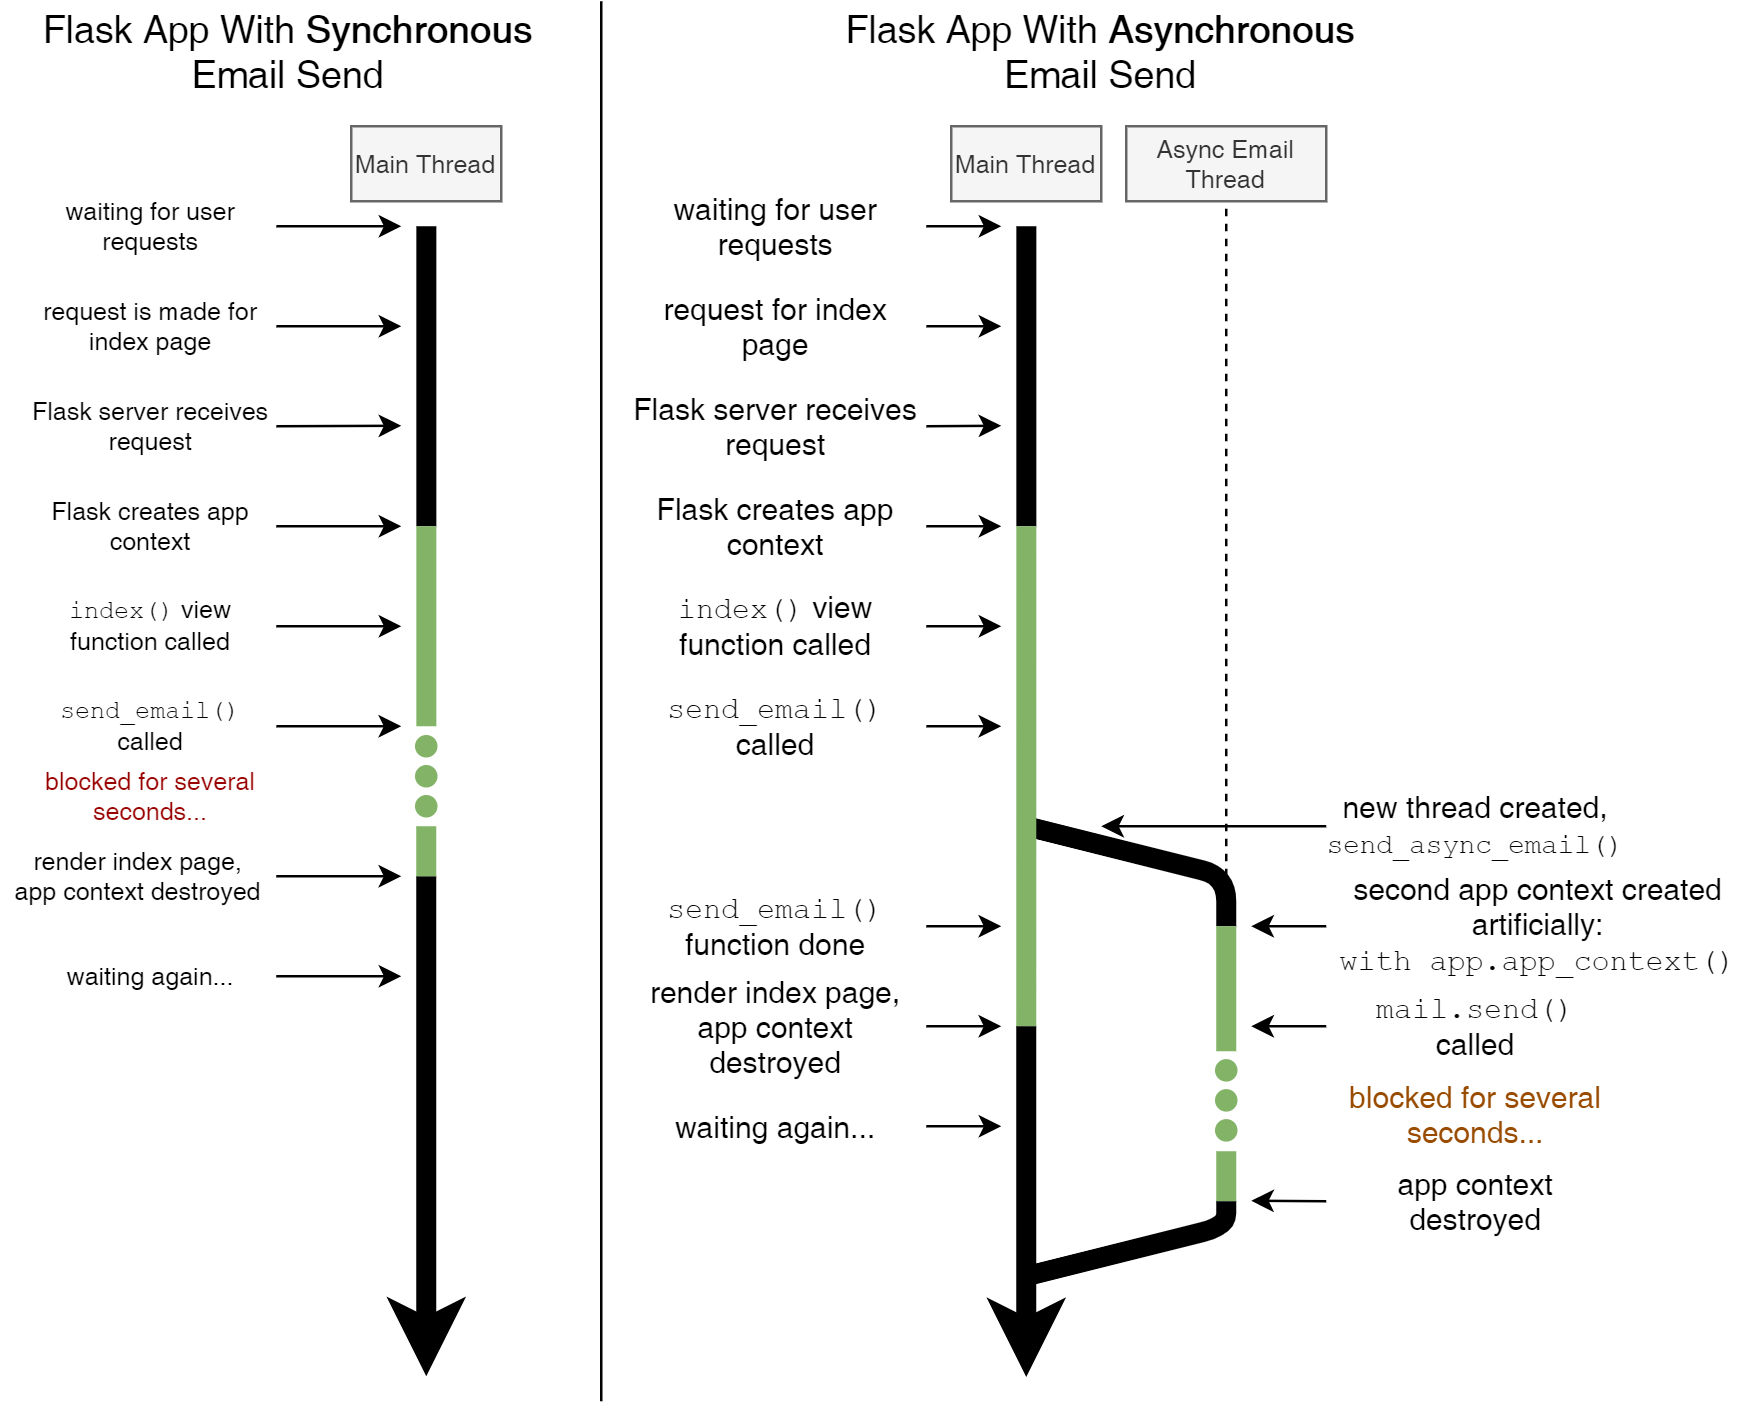 Flask App With Synchronous
Email Send
Main Thread
waiting for user
requests
request is made for
index page
Flask server receives
request
Flask creates app
context
index() view
function called
send_email()
called
blocked for several
seconds...
render index page,
app context destroyed
waiting again...
Flask App With Asynchronous
Email Send
Main Thread
Async Email
Thread
waiting for user
requests
request for index
page
Flask server receives
request
Flask creates app
context
index() view
function called
send_email()
called
send_email()
function done
render index page,
app context
destroyed
waiting again...
new thread created,
send_async_email()
second app context created
artificially:
with app.app_context()
mail.send()
called
blocked for several
seconds...
app context
destroyed